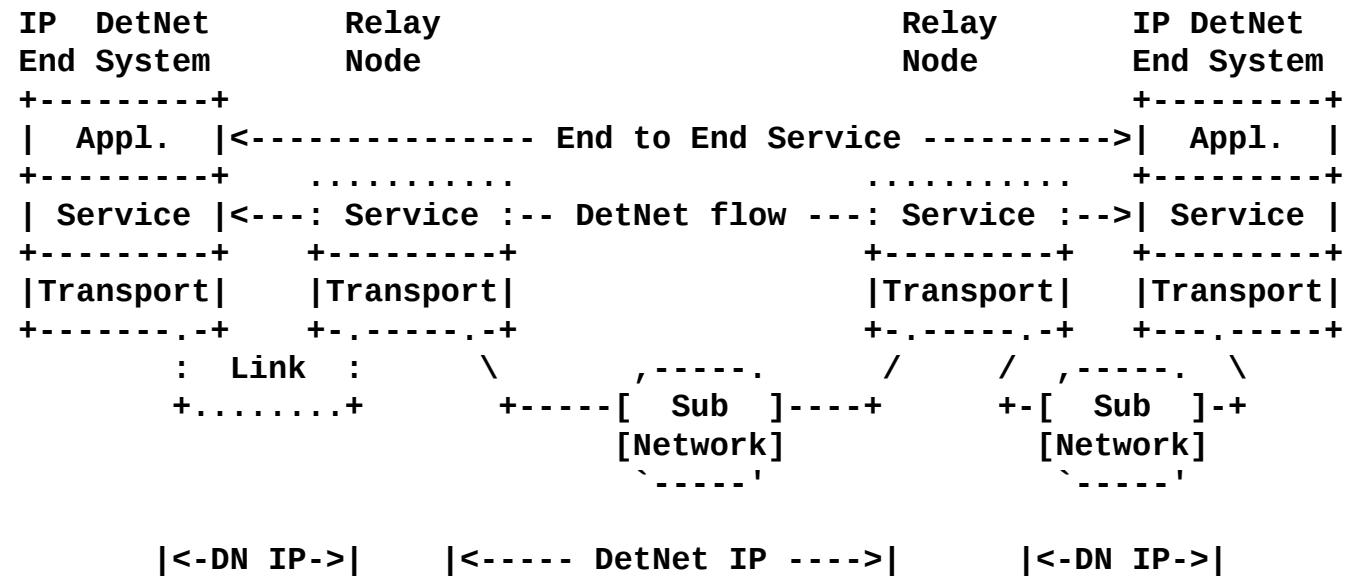 IP  DetNet       Relay                        Relay       IP DetNet
End System       Node                         Node        End System
+---------+                                               +---------+
|  Appl.  |<--------------- End to End Service ---------->|  Appl.  |
+---------+    ...........                  ...........   +---------+
| Service |<---: Service :-- DetNet flow ---: Service :-->| Service |
+---------+    +---------+                  +---------+   +---------+
|Transport|    |Transport|                  |Transport|   |Transport|
+-------.-+    +-.-----.-+                  +-.-----.-+   +---.-----+
        :  Link  :      \       ,-----.      /     /  ,-----.  \
        +........+       +-----[  Sub  ]----+      +-[  Sub  ]-+
                               [Network]             [Network]
                                `-----'               `-----'
       |<-DN IP->|    |<----- DetNet IP ---->|      |<-DN IP->|